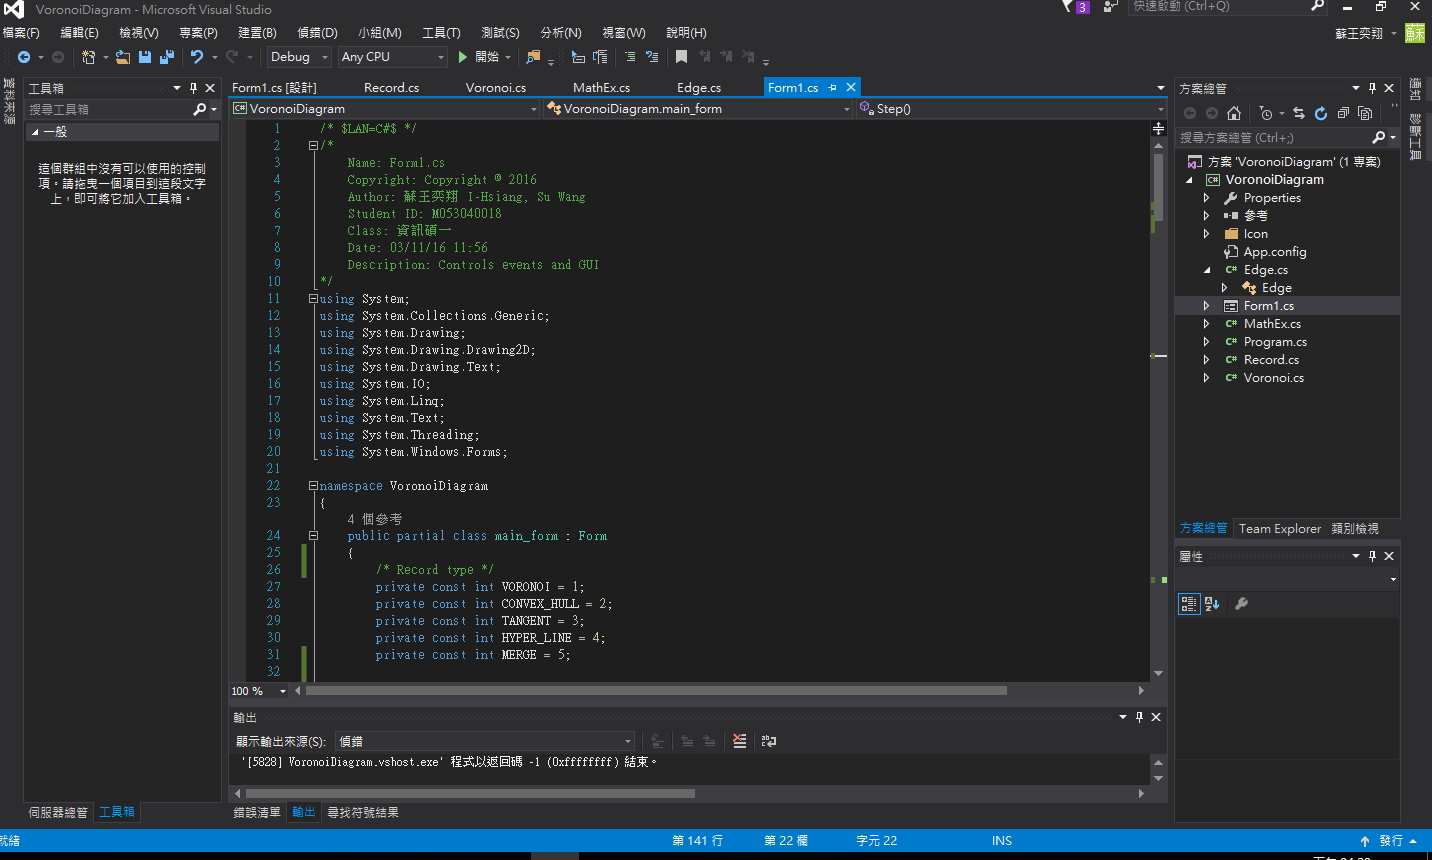 VoronoiDiagram - Microsoft Visual Studio
3
快速啟動 (Ctrl+Q)
檔案(F) 編輯(E) 檢視(V) 專案(P) 建置(B) 偵錯(D) 小組(M) 工具(T) 測試(S) 分析(N) 視窗(W) 說明(H)
蘇王奕翔 蘇
Debug Any CPU 開始
資料來源
工具箱
搜尋工具箱
一般
這個群組中沒有可以使用的控制
項。請拖曳一個項目到這段文字
上，即可將它加入工具箱。
伺服器總管 工具箱
Form1.cs [設計] Record.cs Voronoi.cs MathEx.cs Edge.cs Form1.cs
VoronoiDiagram VoronoiDiagram.main_form Step()
1 /* $LAN=C#$ */
2 /*
3 Name: Form1.cs
4 Copyright: Copyright © 2016
5 Author: 蘇王奕翔 I-Hsiang, Su Wang
6 Student ID: M053040018
7 Class: 資訊碩一
8 Date: 03/11/16 11:56
9 Description: Controls events and GUI
10 */
11 using System;
12 using System.Collections.Generic;
13 using System.Drawing;
14 using System.Drawing.Drawing2D;
15 using System.Drawing.Text;
16 using System.IO;
17 using System.Linq;
18 using System.Text;
19 using System.Threading;
20 using System.Windows.Forms;
21
22 namespace VoronoiDiagram
23 {
4 個參考
24 public partial class main_form : Form
25 {
26 /* Record type */
27 private const int VORONOI = 1;
28 private const int CONVEX_HULL = 2;
29 private const int TANGENT = 3;
30 private const int HYPER_LINE = 4;
31 private const int MERGE = 5;
32
100 %
輸出
顯示輸出來源(S): 偵錯
'[5828] VoronoiDiagram.vshost.exe' 程式以返回碼 -1 (0xffffffff) 結束。
錯誤清單 輸出 尋找符號結果
方案總管
搜尋方案總管 (Ctrl+;)
方案 'VoronoiDiagram' (1 專案)
VoronoiDiagram
Properties
參考
Icon
App.config
Edge.cs
Edge
Form1.cs
MathEx.cs
Program.cs
Record.cs
Voronoi.cs
方案總管 Team Explorer 類別檢視
屬性
通知
診斷工具
就緒 第 141 行 第 22 欄 字元 22 INS 發行